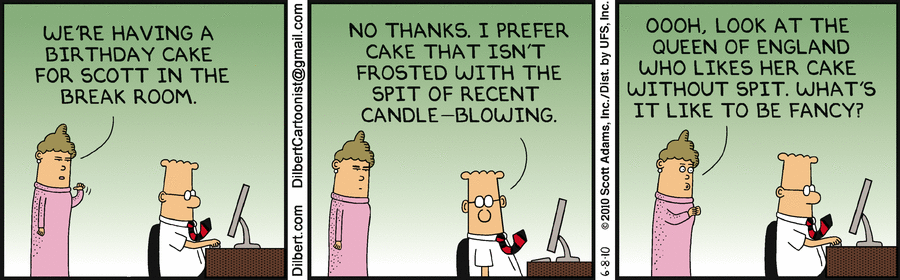 WE'RE HAVING A
BIRTHDAY CAKE
FOR SCOTT IN THE
BREAK ROOM.
Dilbert.com DilbertCartoonist@gmail.com
NO THANKS. I PREFER
CAKE THAT ISN'T
FROSTED WITH THE
SPIT OF RECENT
CANDLE-BLOWING.
6-8-10 ©2010 Scott Adams, Inc./Dist. by UFS, Inc.
OOOH, LOOK AT THE
QUEEN OF ENGLAND
WHO LIKES HER CAKE
WITHOUT SPIT. WHAT'S
IT LIKE TO BE FANCY?